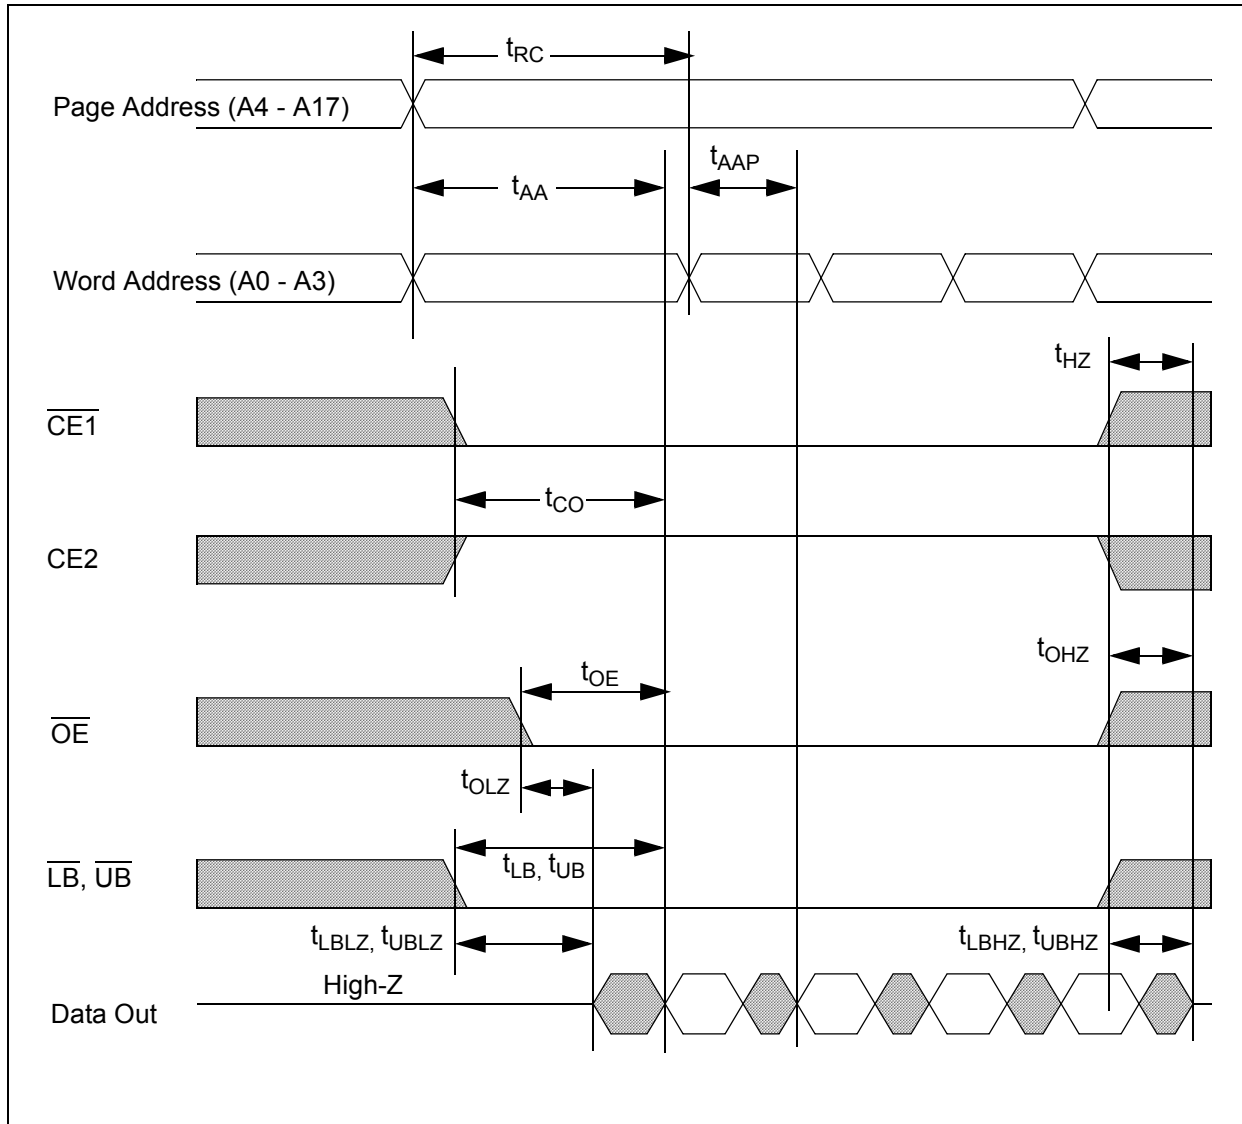 tRC
Page Address (A4 - A17)
tAAP
tAA
Word Address (A0 - A3)
tHZ
CE1
tCO
CE2
tOHZ
tOE
OE
tOLZ
LB, UB
tLB, tUB
tLBLZ, tUBLZ
tLBHZ, tUBHZ
High-Z
Data Out